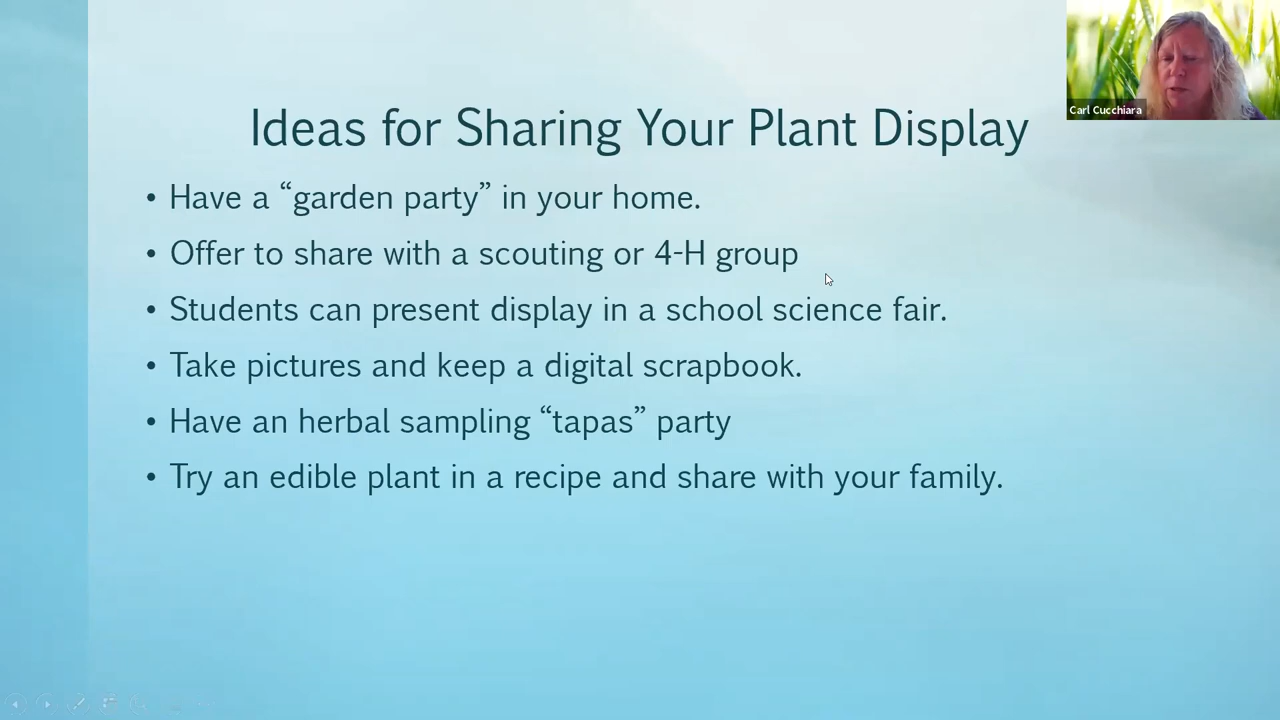 Carl Cucchiara
Ideas for Sharing Your Plant Display
• Have a “garden party” in your home.
• Offer to share with a scouting or 4-H group
• Students can present display in a school science fair.
• Take pictures and keep a digital scrapbook.
• Have an herbal sampling “tapas” party
• Try an edible plant in a recipe and share with your family.